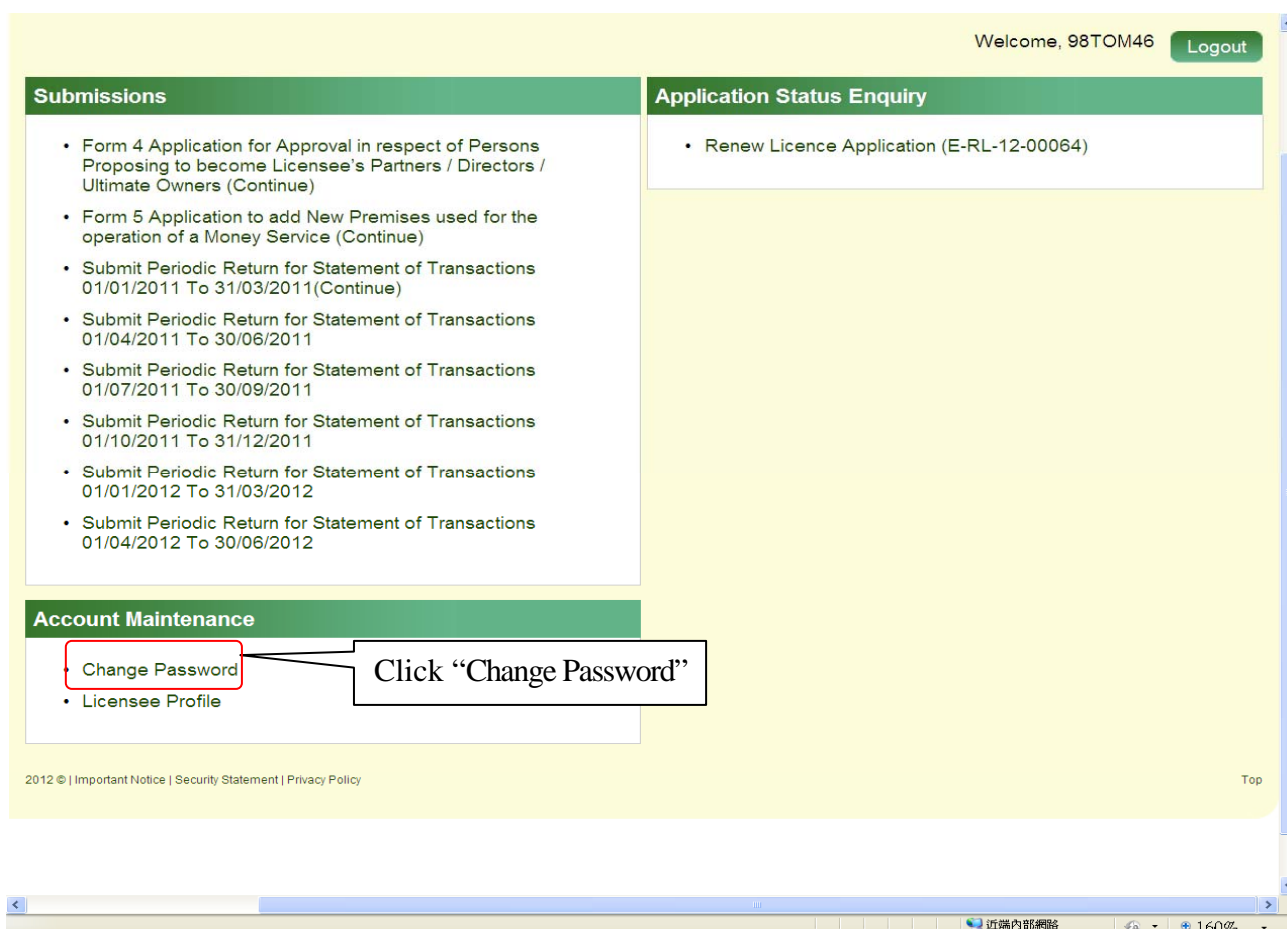 Welcome, 98TOM46
Logout
Submissions
• Form 4 Application for Approval in respect of Persons
Proposing to become Licensee's Partners / Directors /
Ultimate Owners (Continue)
• Form 5 Application to add New Premises used for the
operation of a Money Service (Continue)
• Submit Periodic Return for Statement of Transactions
01/01/2011 To 31/03/2011(Continue)
• Submit Periodic Return for Statement of Transactions
01/04/2011 To 30/06/2011
• Submit Periodic Return for Statement of Transactions
01/07/2011 To 30/09/2011
• Submit Periodic Return for Statement of Transactions
01/10/2011 To 31/12/2011
• Submit Periodic Return for Statement of Transactions
01/01/2012 To 31/03/2012
• Submit Periodic Return for Statement of Transactions
01/04/2012 To 30/06/2012
Application Status Enquiry
• Renew Licence Application (E-RL-12-00064)
Account Maintenance
• Change Password
Click “Change Password”
• Licensee Profile
2012 © | Important Notice | Security Statement | Privacy Policy
Top
近端內部網路
160%